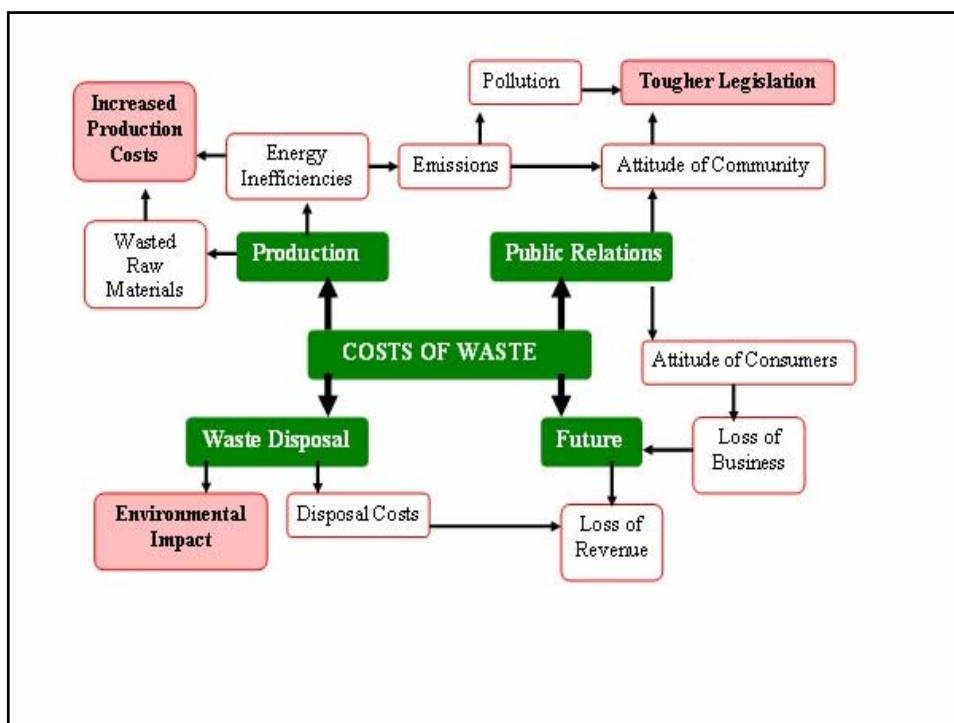 Pollution
Tougher Legislation
Increased
Production
Costs
Energy
Inefficiencies
Emissions
Attitude of Community
Wasted
Raw
Materials
Production
Public Relations
COSTS OF WASTE
Attitude of Consumers
Waste Disposal
Future
Loss of
Business
Environmental
Impact
Disposal Costs
Loss of
Revenue